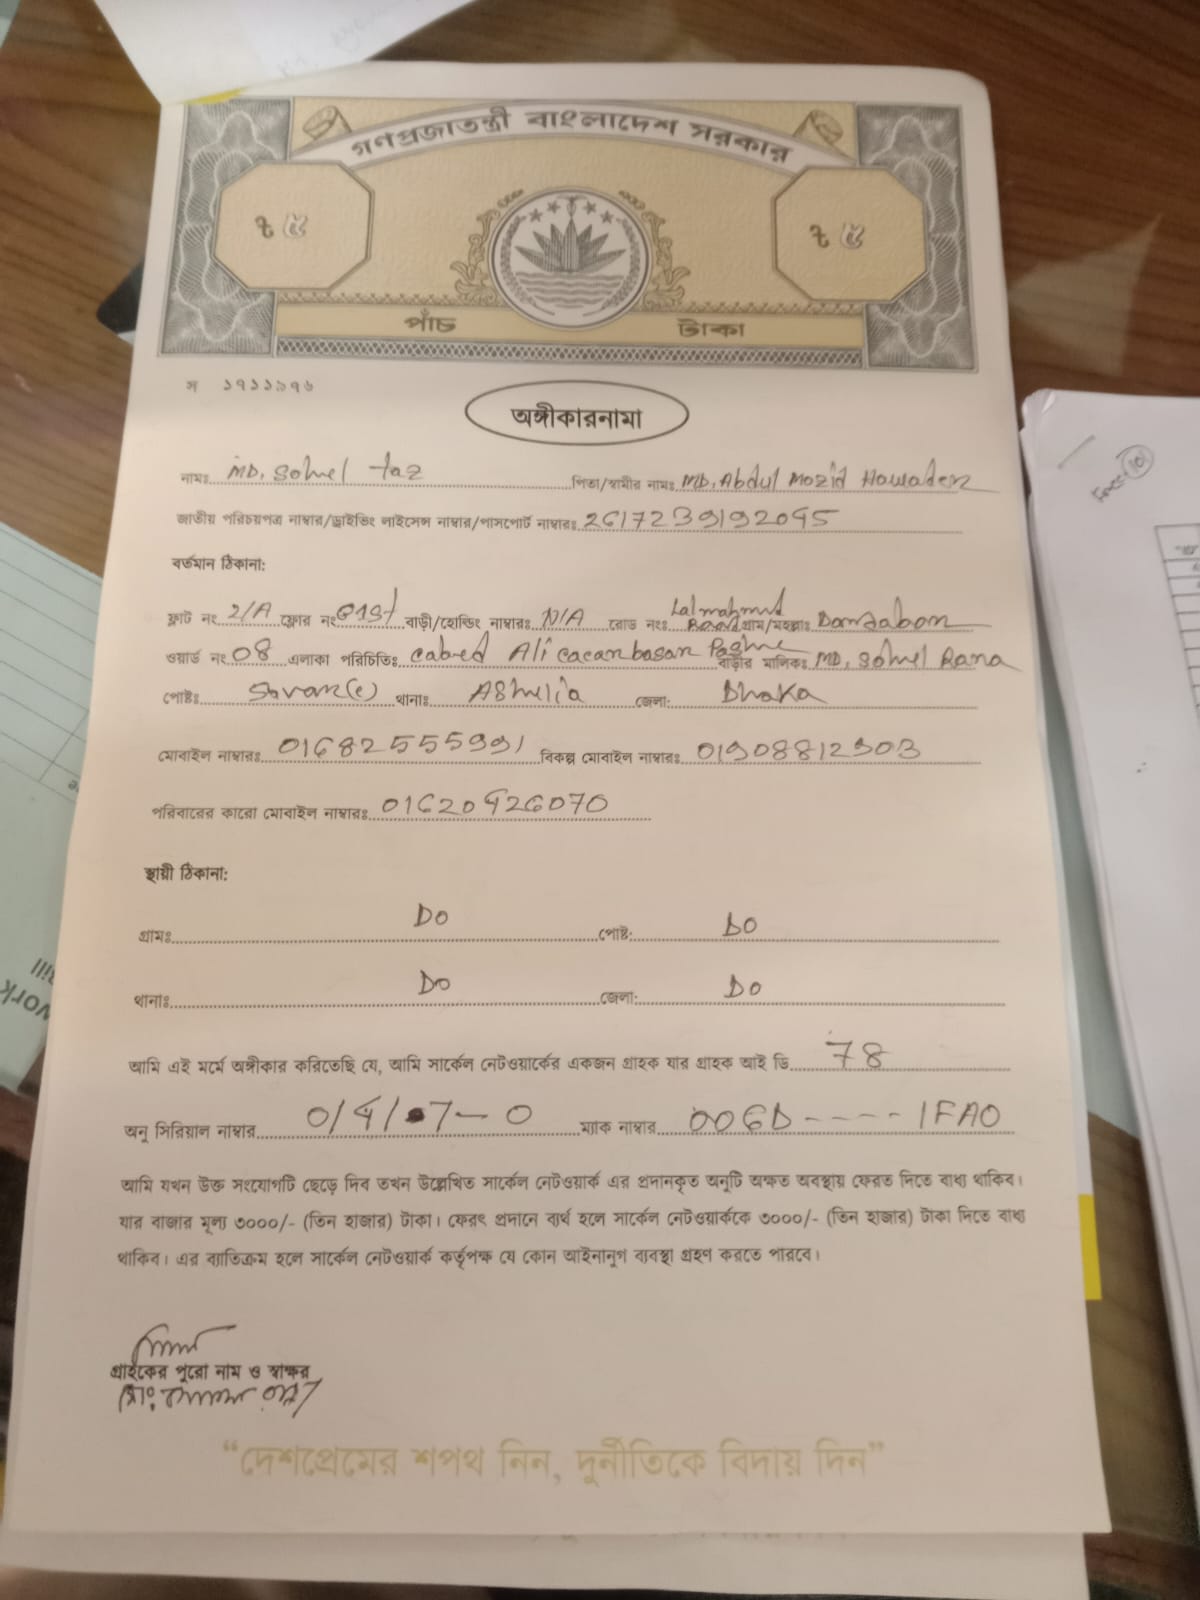 গণপ্রজাতন্ত্রী বাংলাদেশ সরকার
৳ ৫ ৳ ৫
পাঁচ টাকা
স ১৭১১৯৭৬
অঙ্গীকারনামা
নামঃ MD. Sohel taz পিতা/স্বামীর নামঃ MD. Abdul Mozid Howlader
জাতীয় পরিচয়পত্র নাম্বার/ড্রাইভিং লাইসেন্স নাম্বার/পাসপোর্ট নাম্বারঃ
বর্তমান ঠিকানা:
ফ্লাট নং 2/A ফ্লোর নং 01st বাড়ী/হোল্ডিং নাম্বারঃ N/A রোড নং Lalmahmud Road গ্রাম/মহল্লাঃ
ওয়ার্ড নং 08 এলাকা পরিচিতিঃ Ali বাড়ীর মালিকঃ MD. Sohel Rana
পোষ্টঃ থানাঃ AShulia জেলা: Dhaka
মোবাইল নাম্বারঃ 01682555991 বিকল্প মোবাইল নাম্বারঃ 01908812903
পরিবারের কারো মোবাইল নাম্বারঃ
স্থায়ী ঠিকানা:
গ্রামঃ DO পোষ্ট: DO
থানাঃ DO জেলা: DO
আমি এই মর্মে অঙ্গীকার করিতেছি যে, আমি সার্কেল নেটওয়ার্কের একজন গ্রাহক যার গ্রাহক আই ডি 78
অনু সিরিয়াল নাম্বার ম্যাক নাম্বার 006D ---- 1FA0
আমি যখন উক্ত সংযোগটি ছেড়ে দিব তখন উল্লেখিত সার্কেল নেটওয়ার্ক এর প্রদানকৃত অনুটি অক্ষত অবস্থায় ফেরত দিতে বাধ্য থাকিব।
যার বাজার মূল্য ৩০০০/- (তিন হাজার) টাকা। ফেরৎ প্রদানে ব্যর্থ হলে সার্কেল নেটওয়ার্ককে ৩০০০/- (তিন হাজার) টাকা দিতে বাধ্য
থাকিব। এর ব্যতিক্রম হলে সার্কেল নেটওয়ার্ক কর্তৃপক্ষ যে কোন আইনানুগ ব্যবস্থা গ্রহণ করতে পারবে।
গ্রাহকের পুরো নাম ও স্বাক্ষর
“দেশপ্রেমের শপথ নিন, দুর্নীতিকে বিদায় দিন”